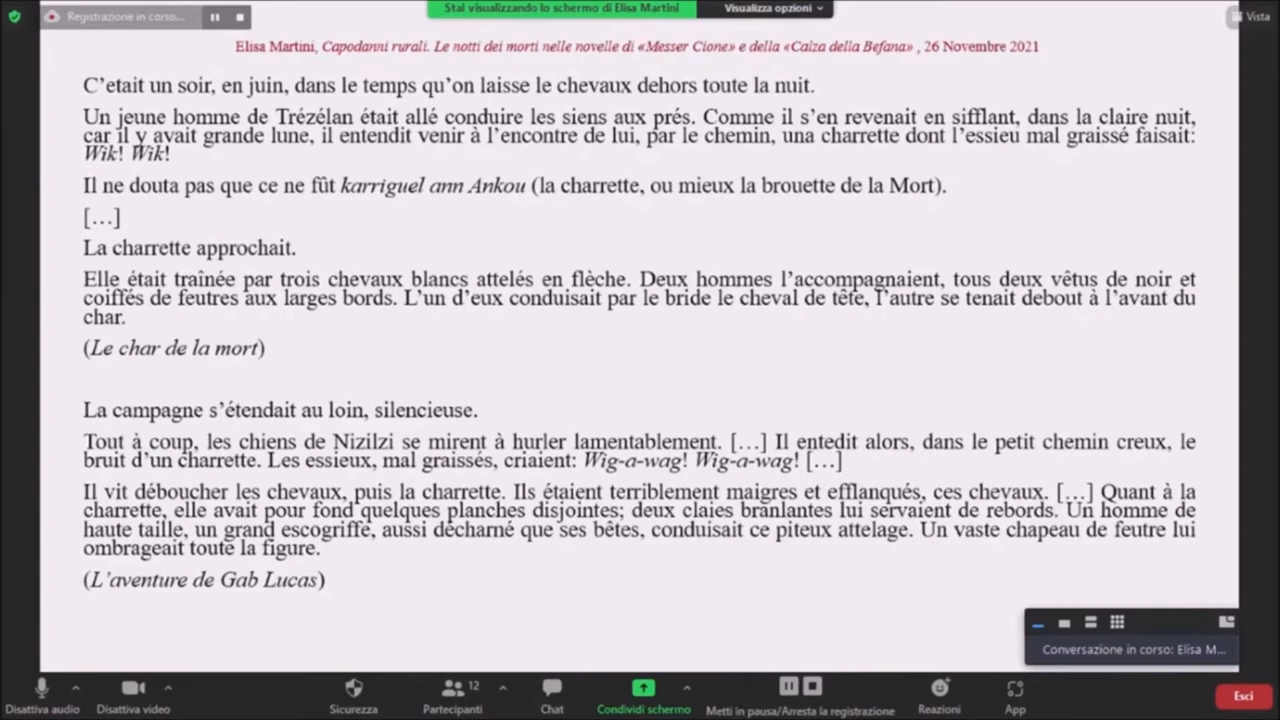 Registrazione in corso...
Stai visualizzando lo schermo di Elisa Martini
Visualizza opzioni
Vista
Elisa Martini, Capodanni rurali. Le notti dei morti nelle novelle di «Messer Cione» e della «Calza della Befana» , 26 Novembre 2021
C’etait un soir, en juin, dans le temps qu’on laisse le chevaux dehors toute la nuit.
Un jeune homme de Trézélan était allé conduire les siens aux prés. Comme il s’en revenait en sifflant, dans la claire nuit,
car il y avait grande lune, il entendit venir à l’encontre de lui, par le chemin, una charrette dont l’essieu mal graissé faisait:
Wik! Wik!
Il ne douta pas que ce ne fût karriguel ann Ankou (la charrette, ou mieux la brouette de la Mort).
[…]
La charrette approchait.
Elle était traînée par trois chevaux blancs attelés en flèche. Deux hommes l’accompagnaient, tous deux vêtus de noir et
coiffés de feutres aux larges bords. L’un d’eux conduisait par le bride le cheval de tête, l’autre se tenait debout à l’avant du
char.
(Le char de la mort)
La campagne s’étendait au loin, silencieuse.
Tout à coup, les chiens de Nizilzi se mirent à hurler lamentablement. […] Il entedit alors, dans le petit chemin creux, le
bruit d’un charrette. Les essieux, mal graissés, criaient: Wig-a-wag! Wig-a-wag! […]
Il vit déboucher les chevaux, puis la charrette. Ils étaient terriblement maigres et efflanqués, ces chevaux. […] Quant à la
charrette, elle avait pour fond quelques planches disjointes; deux claies branlantes lui servaient de rebords. Un homme de
haute taille, un grand escogriffe, aussi décharné que ses bêtes, conduisait ce piteux attelage. Un vaste chapeau de feutre lui
ombrageait toute la figure.
(L’aventure de Gab Lucas)
Conversazione in corso: Elisa M...
Disattiva audio
Disattiva video
Sicurezza
12
Partecipanti
Chat
Condividi schermo
Metti in pausa/Arresta la registrazione
Reazioni
App
Esci